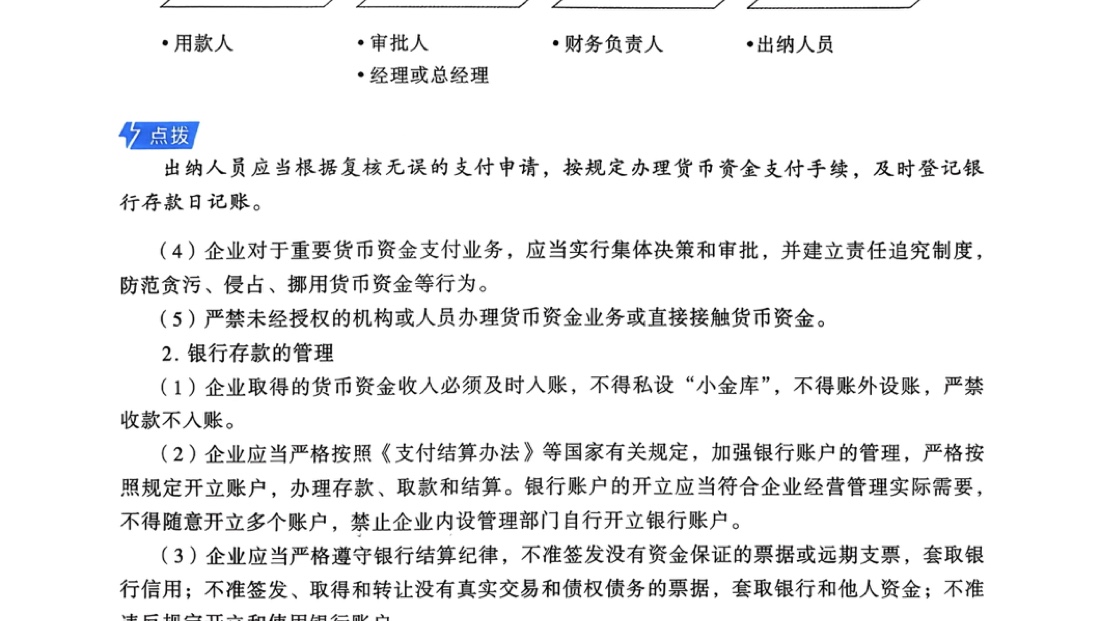 •用款人 •审批人 •财务负责人 •出纳人员
•经理或总经理
点拨
出纳人员应当根据复核无误的支付申请，按规定办理货币资金支付手续，及时登记银
行存款日记账。
（4）企业对于重要货币资金支付业务，应当实行集体决策和审批，并建立责任追究制度，
防范贪污、侵占、挪用货币资金等行为。
（5）严禁未经授权的机构或人员办理货币资金业务或直接接触货币资金。
2. 银行存款的管理
（1）企业取得的货币资金收入必须及时入账，不得私设“小金库”，不得账外设账，严禁
收款不入账。
（2）企业应当严格按照《支付结算办法》等国家有关规定，加强银行账户的管理，严格按
照规定开立账户，办理存款、取款和结算。银行账户的开立应当符合企业经营管理实际需要，
不得随意开立多个账户，禁止企业内设管理部门自行开立银行账户。
（3）企业应当严格遵守银行结算纪律，不准签发没有资金保证的票据或远期支票，套取银
行信用；不准签发、取得和转让没有真实交易和债权债务的票据，套取银行和他人资金；不准
违反规定开立和使用银行账户